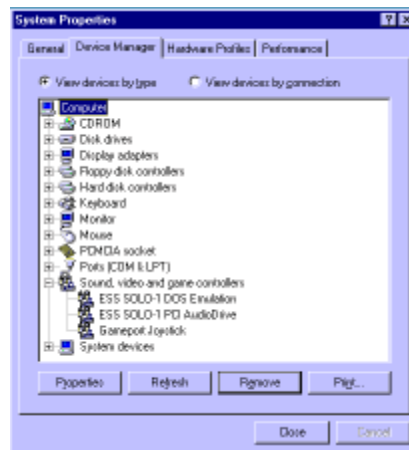 System Properties
General Device Manager Hardware Profiles Performance
View devices by type View devices by connection
Computer
CDROM
Disk drives
Display adapters
Floppy disk controllers
Hard disk controllers
Keyboard
Monitor
Mouse
PCMCIA socket
Ports (COM & LPT)
Sound, video and game controllers
ESS SOLO-1 DOS Emulation
ESS SOLO-1 PCI AudioDrive
Gameport Joystick
System devices
Properties Refresh Remove Print...
Close Cancel